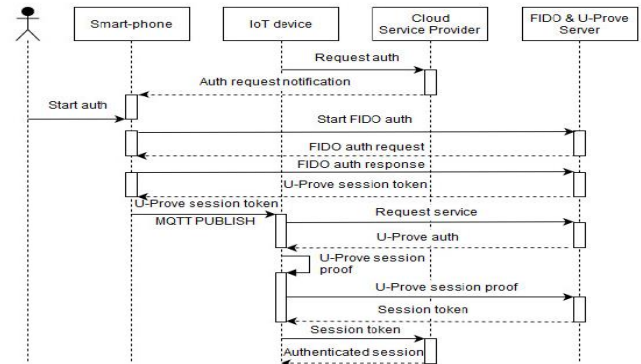 Smart-phone
IoT device
Cloud
Service Provider
FIDO & U-Prove
Server
Request auth
Auth request notification
Start auth
Start FIDO auth
FIDO auth request
FIDO auth response
U-Prove session token
U-Prove session token
MQTT PUBLISH
Request service
U-Prove auth
U-Prove session
proof
U-Prove session proof
Session token
Session token
Authenticated session